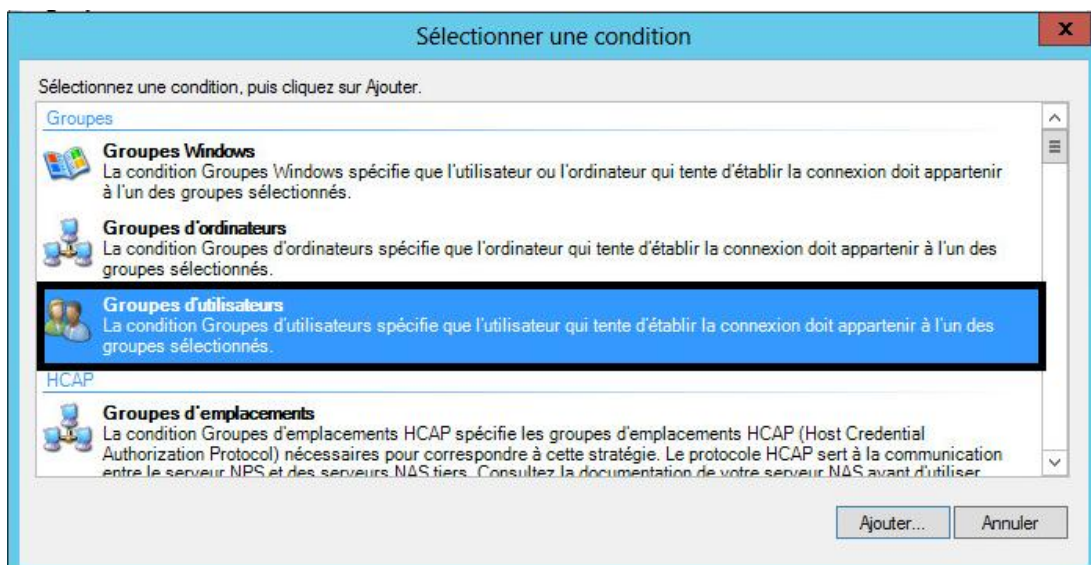 Sélectionner une condition
x
Sélectionnez une condition, puis cliquez sur Ajouter.
Groupes
Groupes Windows
La condition Groupes Windows spécifie que l'utilisateur ou l'ordinateur qui tente d'établir la connexion doit appartenir
à l'un des groupes sélectionnés.
Groupes d'ordinateurs
La condition Groupes d'ordinateurs spécifie que l'ordinateur qui tente d'établir la connexion doit appartenir à l'un des
groupes sélectionnés.
Groupes d'utilisateurs
La condition Groupes d'utilisateurs spécifie que l'utilisateur qui tente d'établir la connexion doit appartenir à l'un des
groupes sélectionnés.
HCAP
Groupes d'emplacements
La condition Groupes d'emplacements HCAP spécifie les groupes d'emplacements HCAP (Host Credential
Authorization Protocol) nécessaires pour correspondre à cette stratégie. Le protocole HCAP sert à la communication
entre le serveur NPS et des serveurs NAS tiers. Consultez la documentation de votre serveur NAS avant d'utiliser
Ajouter... Annuler